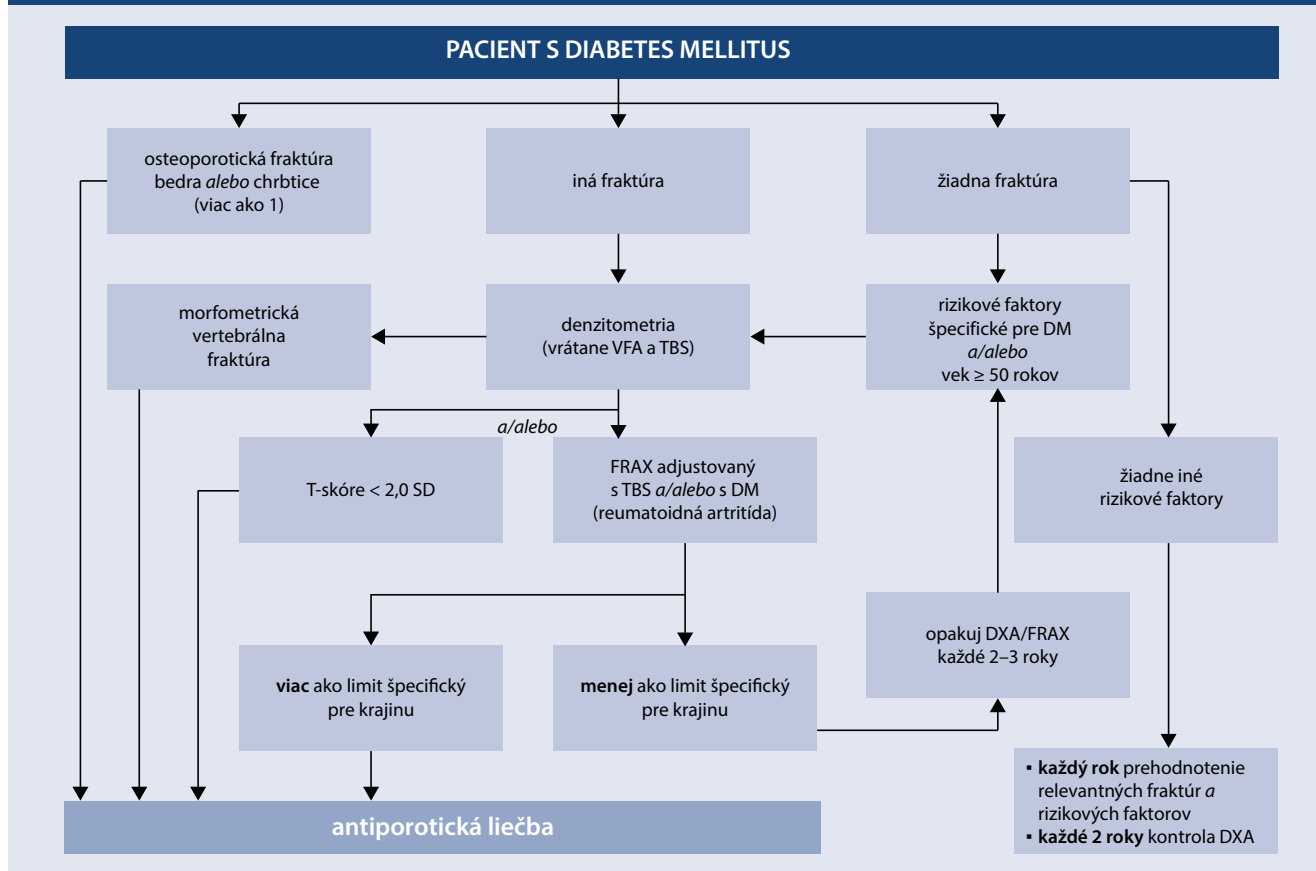 PACIENT S DIABETES MELLITUS
osteoporotická fraktúra
bedra alebo chrbtice
(viac ako 1)
iná fraktúra
žiadna fraktúra
morfometrická
vertebrálna
fraktúra
denzitometria
(vrátane VFA a TBS)
rizikové faktory
špecifické pre DM
a/alebo
vek ≥ 50 rokov
a/alebo
T-skóre < 2,0 SD
FRAX adjustovaný
s TBS a/alebo s DM
(reumatoidná artritída)
žiadne iné
rizikové faktory
opakuj DXA/FRAX
každé 2–3 roky
viac ako limit špecifický
pre krajinu
menej ako limit špecifický
pre krajinu
▪ každý rok prehodnotenie
relevantných fraktúr a
rizikových faktorov
▪ každé 2 roky kontrola DXA
antiporotická liečba